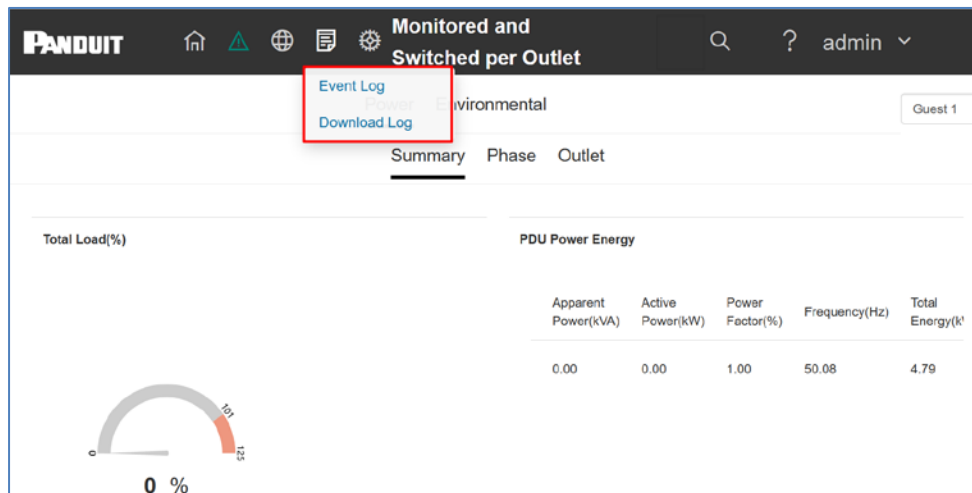 PANDUIT
Monitored and
Switched per Outlet
? admin
Event Log
Download Log
Power Environmental
Guest 1
Summary Phase Outlet
Total Load(%)
PDU Power Energy
Apparent Power(kVA) Active Power(kW) Power Factor(%) Frequency(Hz) Total Energy(k
0.00 0.00 1.00 50.08 4.79
0 101 125
0 %